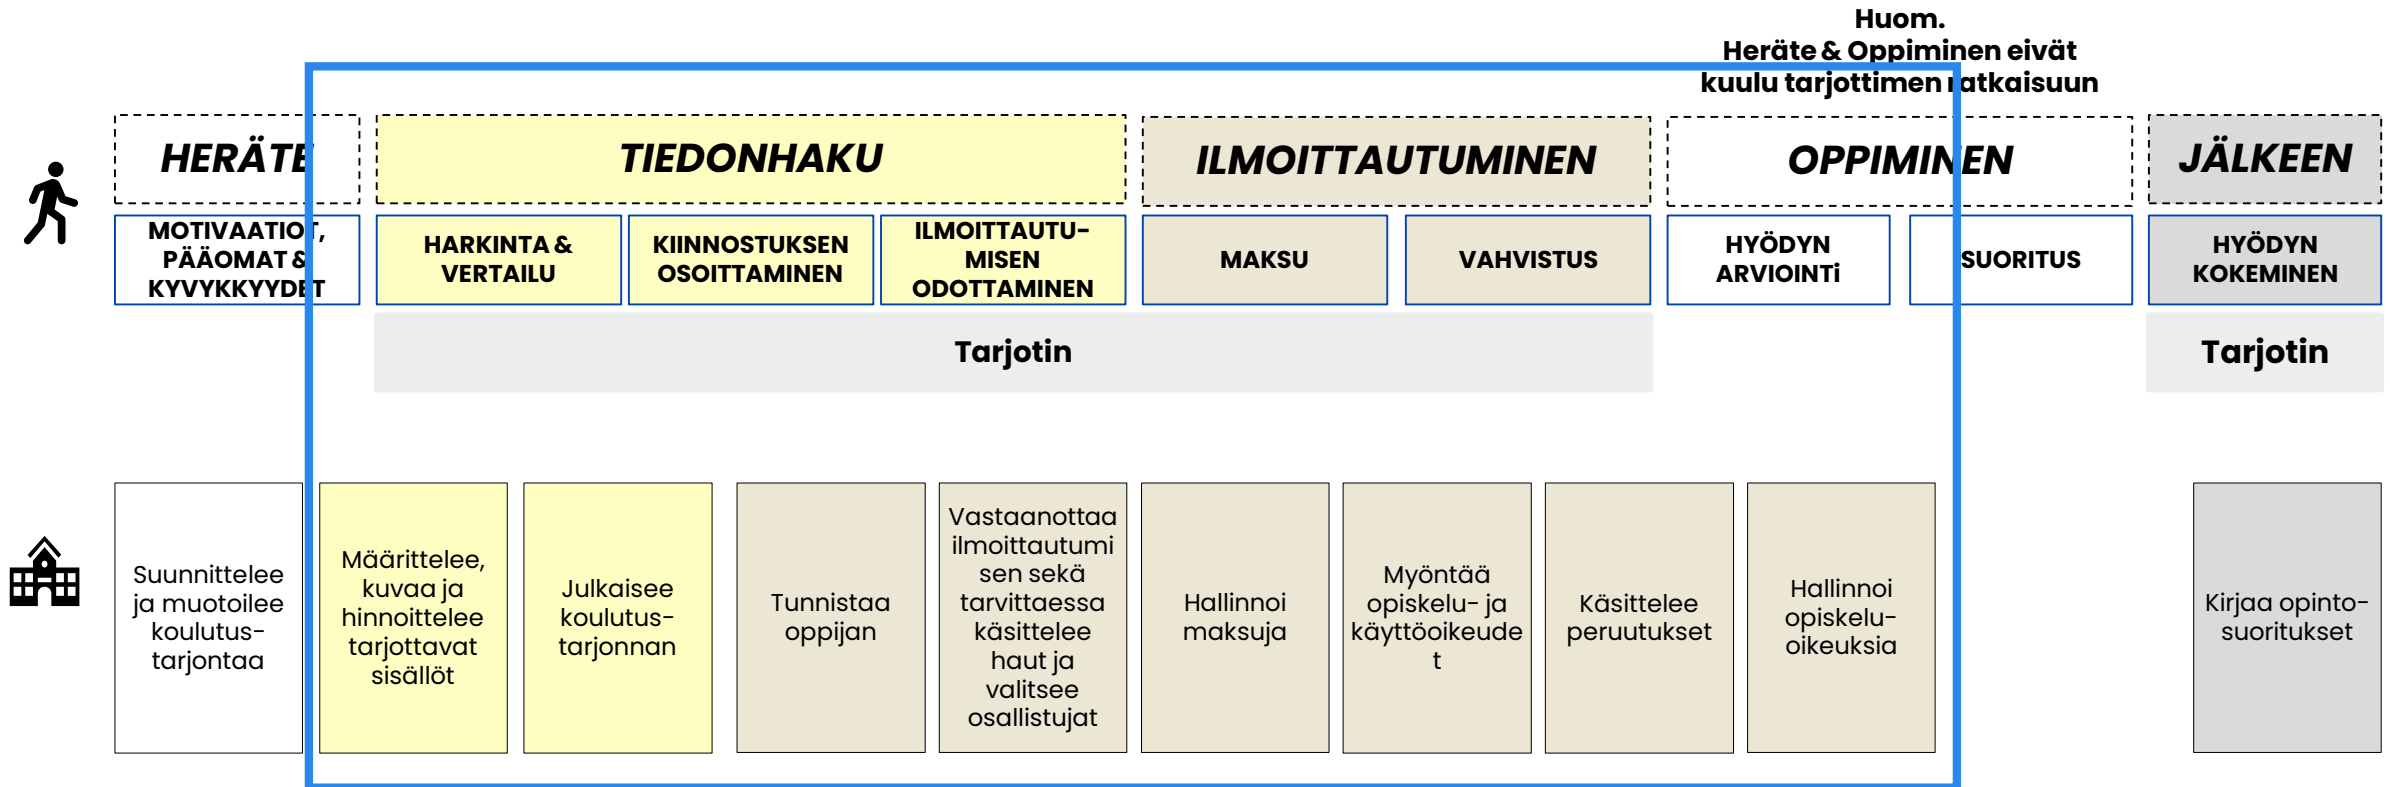 Huom.
Heräte & Oppiminen eivät
kuulu tarjottimen ratkaisuun
HERÄTE
TIEDONHAKU
ILMOITTAUTUMINEN
OPPIMINEN
JÄLKEEN
MOTIVAATIOT,
PÄÄOMAT &
KYVYKKYYDET
HARKINTA &
VERTAILU
KIINNOSTUKSEN
OSOITTAMINEN
ILMOITTAUTU-
MISEN
ODOTTAMINEN
MAKSU
VAHVISTUS
HYÖDYN
ARVIOINTi
SUORITUS
HYÖDYN
KOKEMINEN
Tarjotin
Tarjotin
Suunnittelee
ja muotoilee
koulutus-
tarjontaa
Määrittelee,
kuvaa ja
hinnoittelee
tarjottavat
sisällöt
Julkaisee
koulutus-
tarjonnan
Tunnistaa
oppijan
Vastaanottaa
ilmoittautumi
sen sekä
tarvittaessa
käsittelee
haut ja
valitsee
osallistujat
Hallinnoi
maksuja
Myöntää
opiskelu- ja
käyttöoikeude
t
Käsittelee
peruutukset
Hallinnoi
opiskelu-
oikeuksia
Kirjaa opinto-
suoritukset